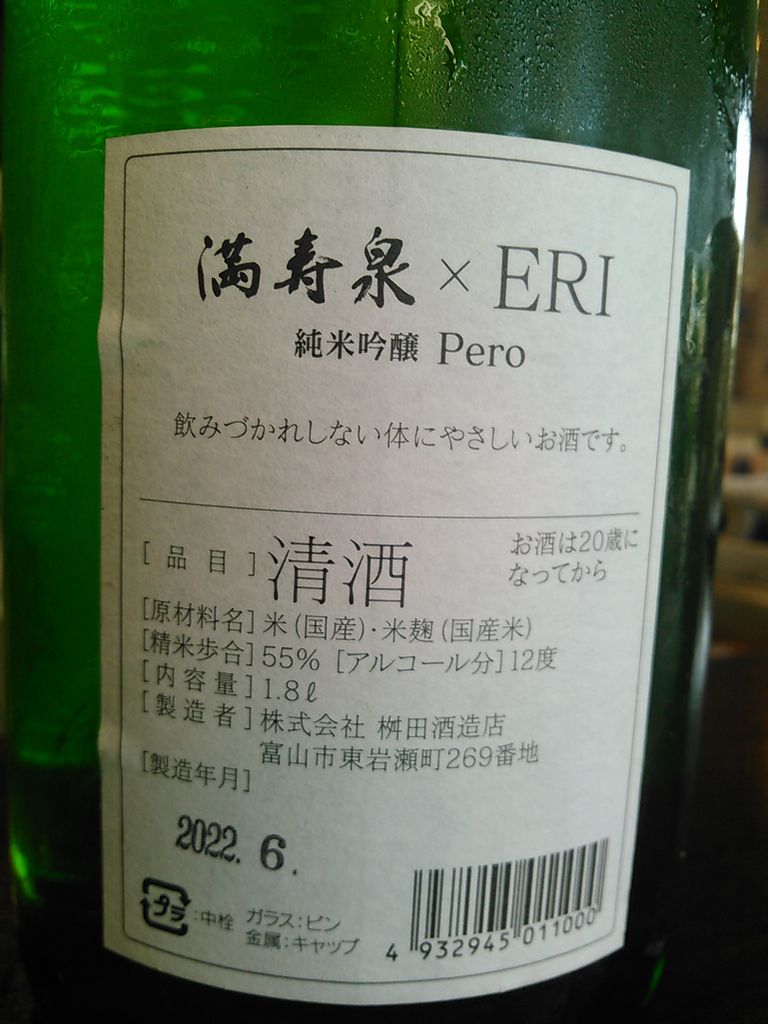 満寿泉 × ERI
純米吟醸 Pero
飲みづかれしない体にやさしいお酒です。
[品目] 清酒
お酒は20歳に
なってから
[原材料名] 米(国産)・米麹(国産米)
[精米歩合] 55% [アルコール分] 12度
[内容量] 1.8ℓ
[製造者] 株式会社 桝田酒造店
富山市東岩瀬町269番地
[製造年月]
2022. 6.
プラ :中栓 ガラス:ビン
金属:キャップ
4 932945 011000